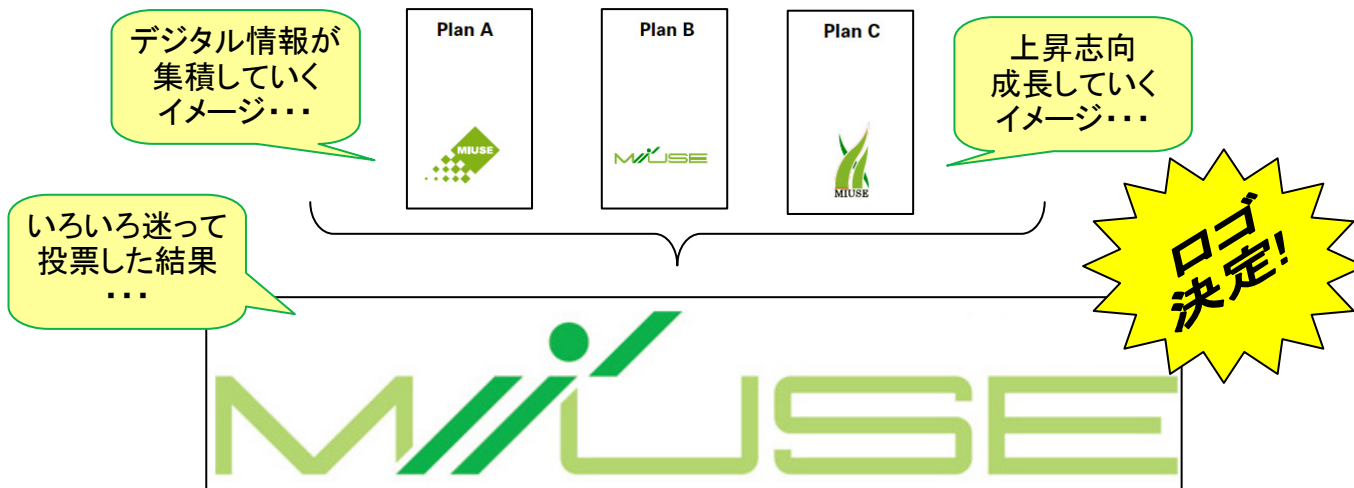 デジタル情報が
集積していく
イメージ・・・
Plan A
MIUSE
Plan B
MIUSE
Plan C
MIUSE
上昇志向
成長していく
イメージ・・・
いろいろ迷って
投票した結果
・・・
ロゴ
決定!
MIUSE